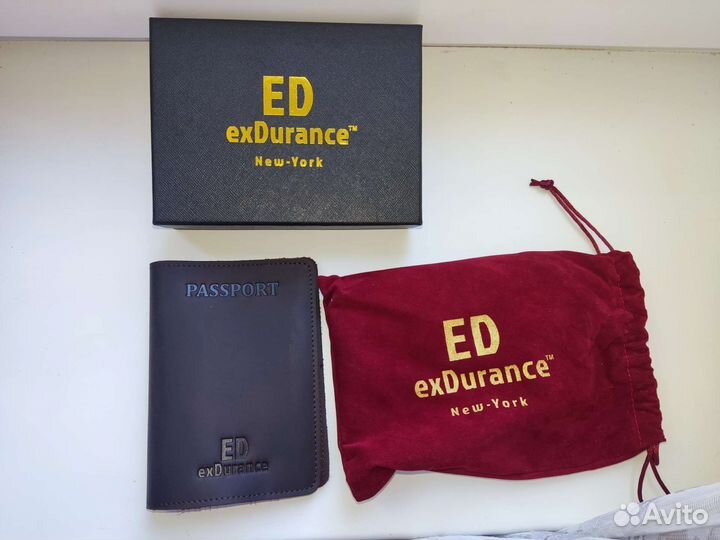 ED
exDurance™
New-York
PASSPORT
ED
exDurance
ED
exDurance™
New-York
Avito